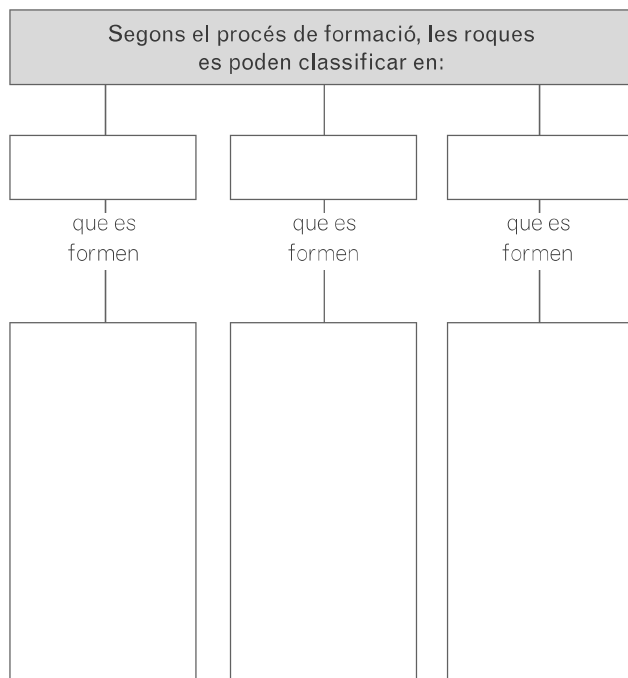 Segons el procés de formació, les roques
es poden classificar en:
que es
formen
que es
formen
que es
formen